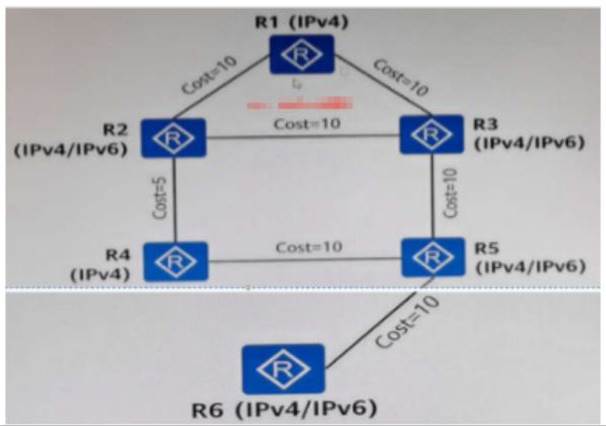 R1 (IPv4)
R
Cost=10
Cost=10
R2
(IPv4/IPv6)
R
Cost=10
R
R3
(IPv4/IPv6)
Cost=5
Cost=10
R4
(IPv4)
R
Cost=10
R
R5
(IPv4/IPv6)
Cost=10
R
R6 (IPv4/IPv6)